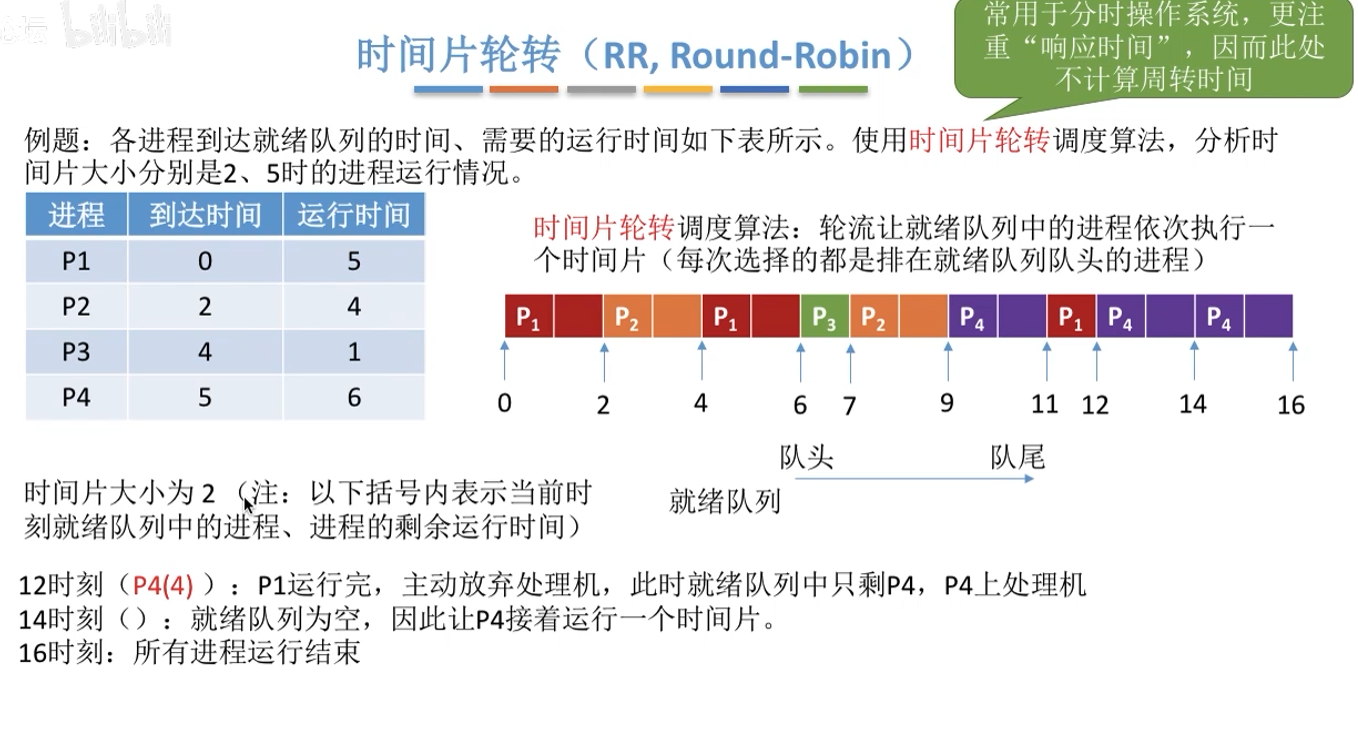 bilibili
常用于分时操作系统，更注
重“响应时间”，因而此处
不计算周转时间
时间片轮转（RR, Round-Robin）
例题：各进程到达就绪队列的时间、需要的运行时间如下表所示。使用时间片轮转调度算法，分析时
间片大小分别是2、5时的进程运行情况。
进程 到达时间 运行时间
P1 0 5
P2 2 4
P3 4 1
P4 5 6
时间片轮转调度算法：轮流让就绪队列中的进程依次执行一
个时间片（每次选择的都是排在就绪队列队头的进程）
P1 P2 P1 P3 P2 P4 P1 P4 P4
0 2 4 6 7 9 11 12 14 16
队头 队尾
就绪队列
时间片大小为 2 （注：以下括号内表示当前时
刻就绪队列中的进程、进程的剩余运行时间）
12时刻（P4(4) ）：P1运行完，主动放弃处理机，此时就绪队列中只剩P4，P4上处理机
14时刻（）：就绪队列为空，因此让P4接着运行一个时间片。
16时刻：所有进程运行结束